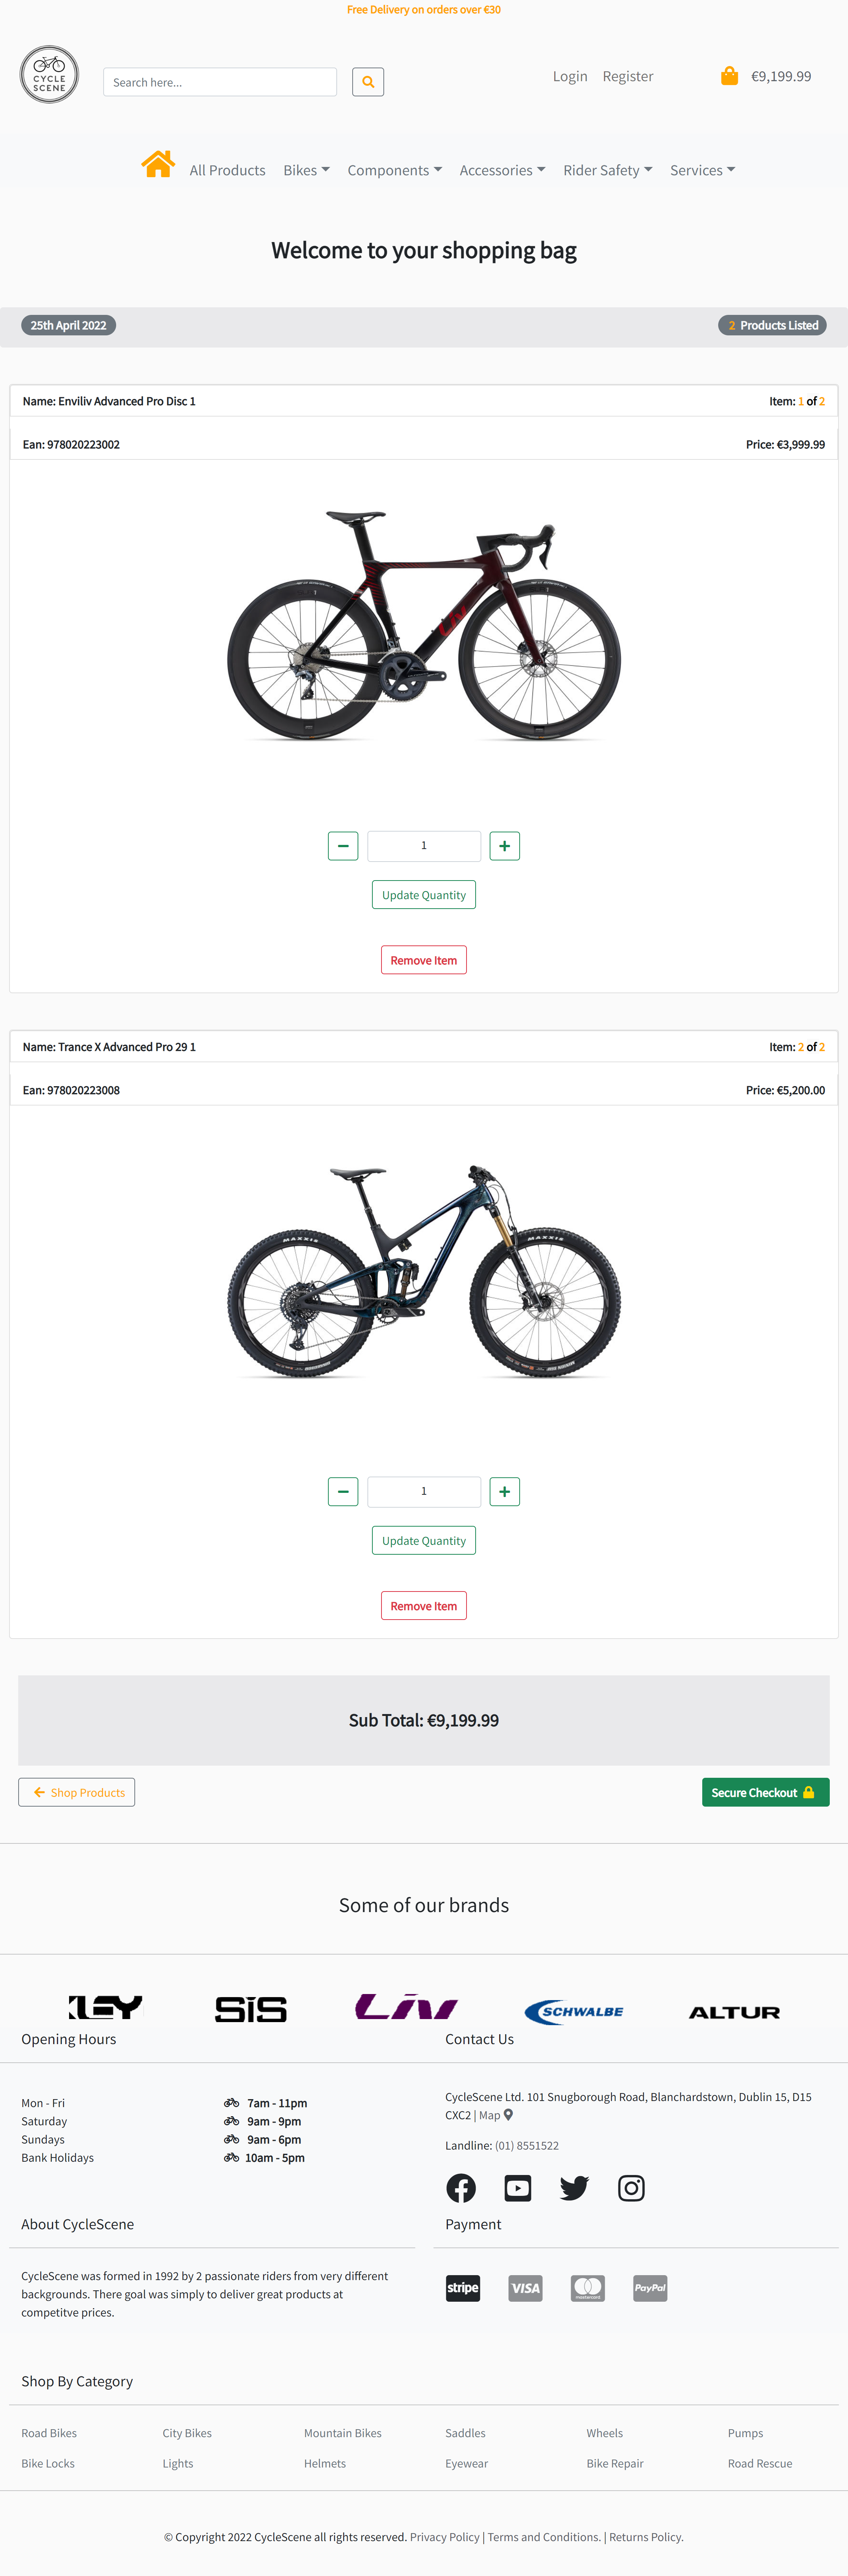 Free Delivery on orders over €30
CYCLE
SCENE
Search here...
Login Register
€9,199.99
All Products Bikes Components Accessories Rider Safety Services
Welcome to your shopping bag
25th April 2022
2 Products Listed
Name: Enviliv Advanced Pro Disc 1
Item: 1 of 2
Ean: 978020223002
Price: €3,999.99
Liv
1
Update Quantity
Remove Item
Name: Trance X Advanced Pro 29 1
Item: 2 of 2
Ean: 978020223008
Price: €5,200.00
MAXXIS MAXXIS
1
Update Quantity
Remove Item
Sub Total: €9,199.99
Shop Products
Secure Checkout
Some of our brands
SiS Liv SCHWALBE ALTUR
Opening Hours
Mon - Fri 7am - 11pm
Saturday 9am - 9pm
Sundays 9am - 6pm
Bank Holidays 10am - 5pm
Contact Us
CycleScene Ltd. 101 Snugborough Road, Blanchardstown, Dublin 15, D15
CXC2 | Map
Landline: (01) 8551522
About CycleScene
CycleScene was formed in 1992 by 2 passionate riders from very different
backgrounds. There goal was simply to deliver great products at
competitve prices.
Payment
stripe VISA mastercard PayPal
Shop By Category
Road Bikes City Bikes Mountain Bikes Saddles Wheels Pumps
Bike Locks Lights Helmets Eyewear Bike Repair Road Rescue
© Copyright 2022 CycleScene all rights reserved. Privacy Policy | Terms and Conditions. | Returns Policy.